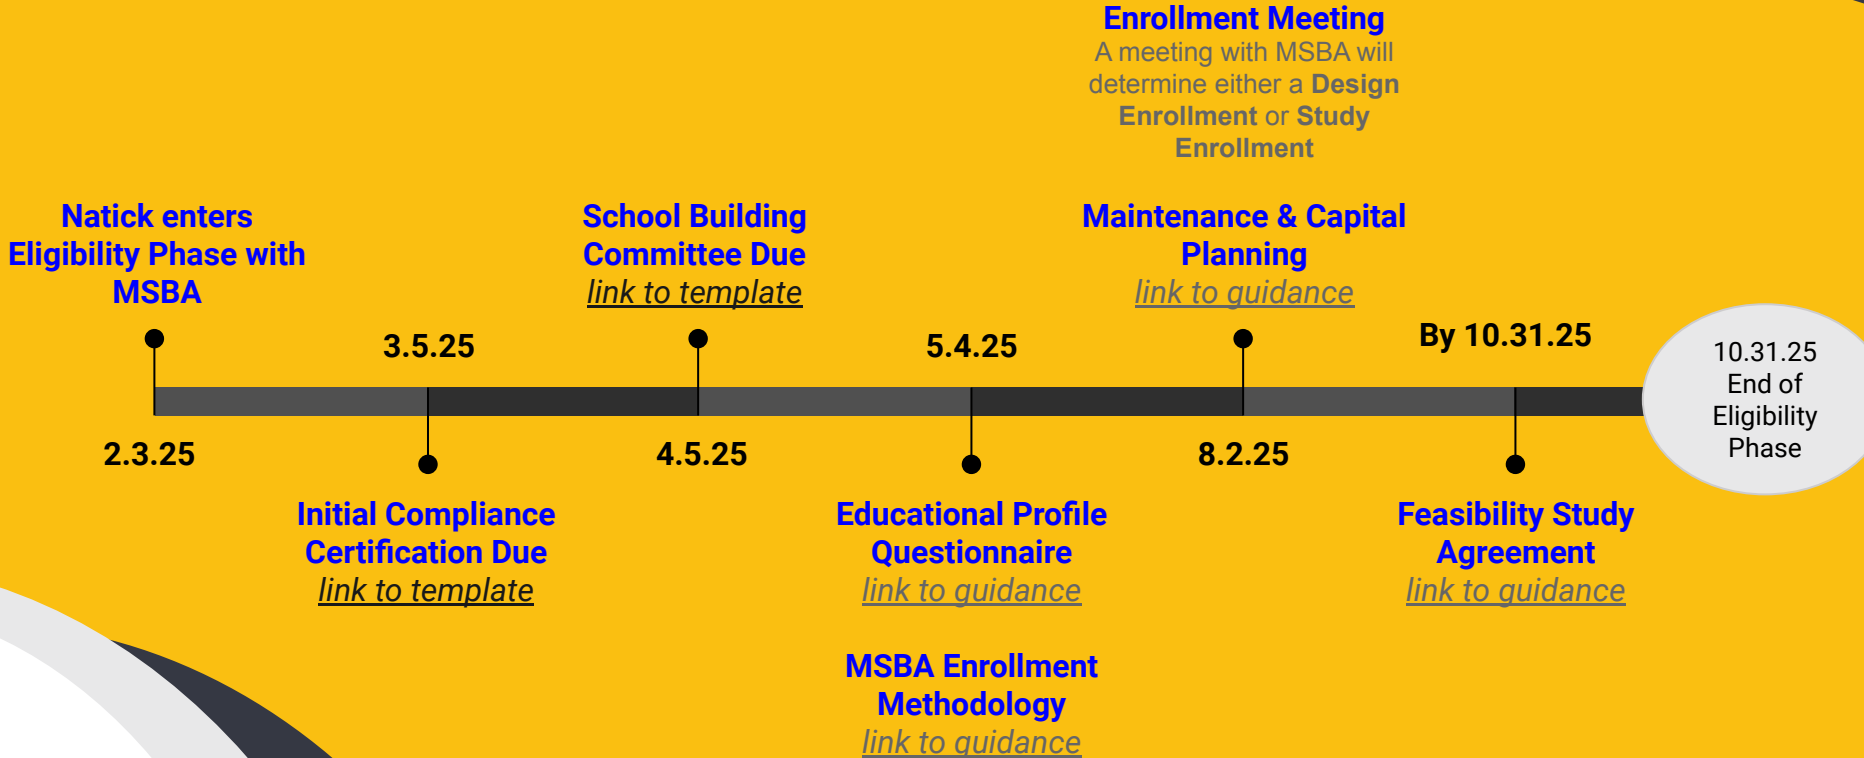 Enrollment Meeting
A meeting with MSBA will
determine either a Design
Enrollment or Study
Enrollment
Natick enters
Eligibility Phase with
MSBA
School Building
Committee Due
link to template
Maintenance & Capital
Planning
link to guidance
3.5.25
5.4.25
By 10.31.25
10.31.25
End of
Eligibility
Phase
2.3.25
4.5.25
8.2.25
Initial Compliance
Certification Due
link to template
Educational Profile
Questionnaire
link to guidance
Feasibility Study
Agreement
link to guidance
MSBA Enrollment
Methodology
link to guidance